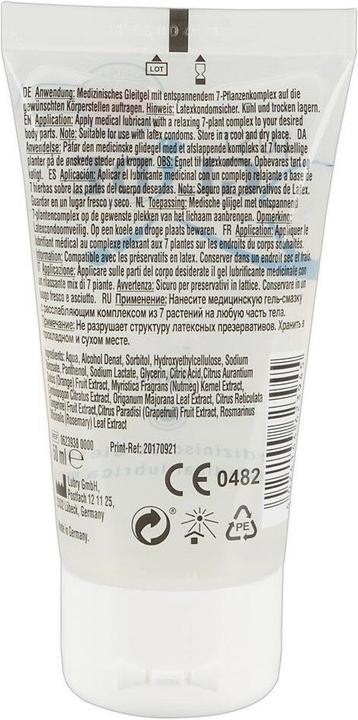 LOT
DE Anwendung: Medizinisches Gleitgel mit entspannendem 7-Pflanzenkomplex auf die
gewünschten Körperstellen auftragen. Hinweis: Latexkondomsicher. Kühl und trocken lagern.
EN Application: Apply medical lubricant with a relaxing 7-plant complex to your desired
body parts. Note: Suitable for use with latex condoms. Store in a cool and dry place. DA
Anvendelse: Påfør den medicinske glidegel med et afslappende kompleks af 7 forskellige
planter på de ønskede steder på kroppen. OBS: Egnet til latexkondomer. Opbevares tørt og
køligt. ES Aplicación: Aplicar el lubricante medicinal con un complejo relajante a base de
7 hierbas sobre las partes del cuerpo deseadas. Nota: Seguro para preservativos de Latex.
Guardar en un lugar fresco y seco. NL Toepassing: Medische glijgel met ontspannend
7-plantencomplex op de gewenste plekken van het lichaam aanbrengen. Opmerking:
Latexcondoomveilig. Op een koele en droge plaats bewaren. FR Application: Appliquer le
lubrifiant médical au complexe relaxant aux 7 plantes sur les endroits du corps souhaités.
Information: Compatible avec les préservatifs en latex. Conserver dans un endroit sec et frais
IT Applicazione: Applicare sulle parti del corpo desiderate il gel lubrificante medicinale con
rilassante mix di 7 piante. Avvertenza: Sicuro per preservativi in lattice. Conservare in un
luogo fresco e asciutto. RU Применение: Нанесите медицинскую гель-смазку
с расслабляющим комплексом из 7 растений на любую часть тела.
Примечание: Не разрушает структуру латексных презервативов. Хранить в
прохладном и сухом месте.
Ingredients: Aqua, Alcohol Denat, Sorbitol, Hydroxyethylcellulose, Sodium
Panthenol, Sodium Lactate, Glycerin, Citric Acid, Citrus Aurantium
(Orange) Fruit Extract, Myristica Fragrans (Nutmeg) Kernel Extract,
Cymbopogon Citratus Extract, Origanum Majorana Leaf Extract, Citrus Reticulata
Fruit Extract, Citrus Paradisi (Grapefruit) Fruit Extract, Rosmarinus
Officinalis (Rosemary) Leaf Extract
0623938 0000
50 ml e
Print-Ref: 20170921
Lubry GmbH,
Postfach 12 11 25,
Lübeck, Germany
CE 0482
PE